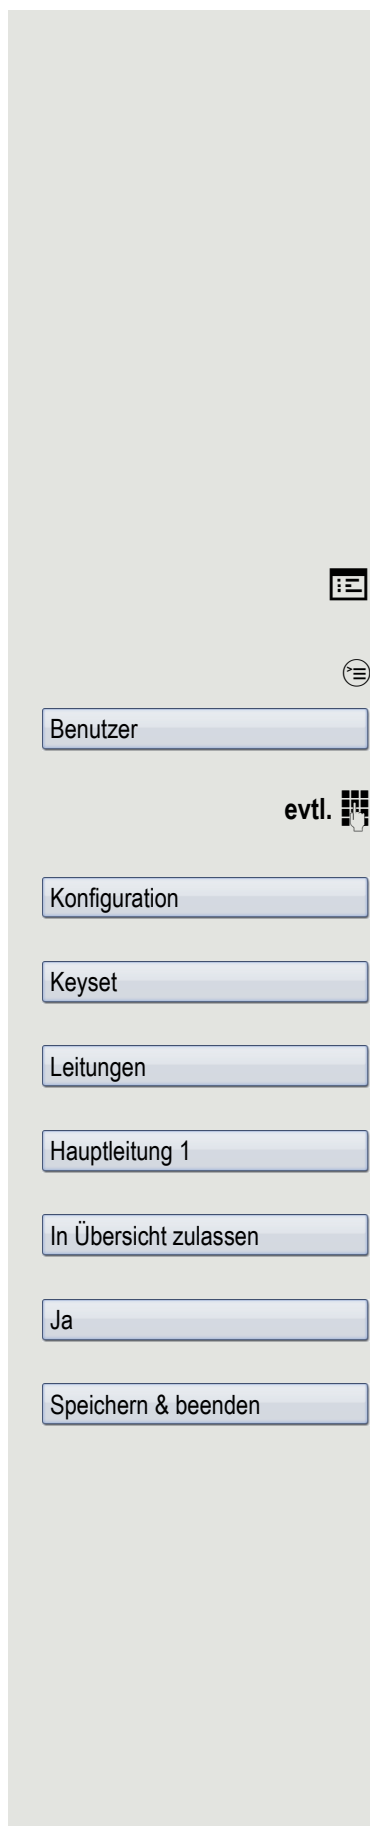 Benutzer
evtl.
Konfiguration
Keyset
Leitungen
Hauptleitung 1
In Übersicht zulassen
Ja
Speichern & beenden